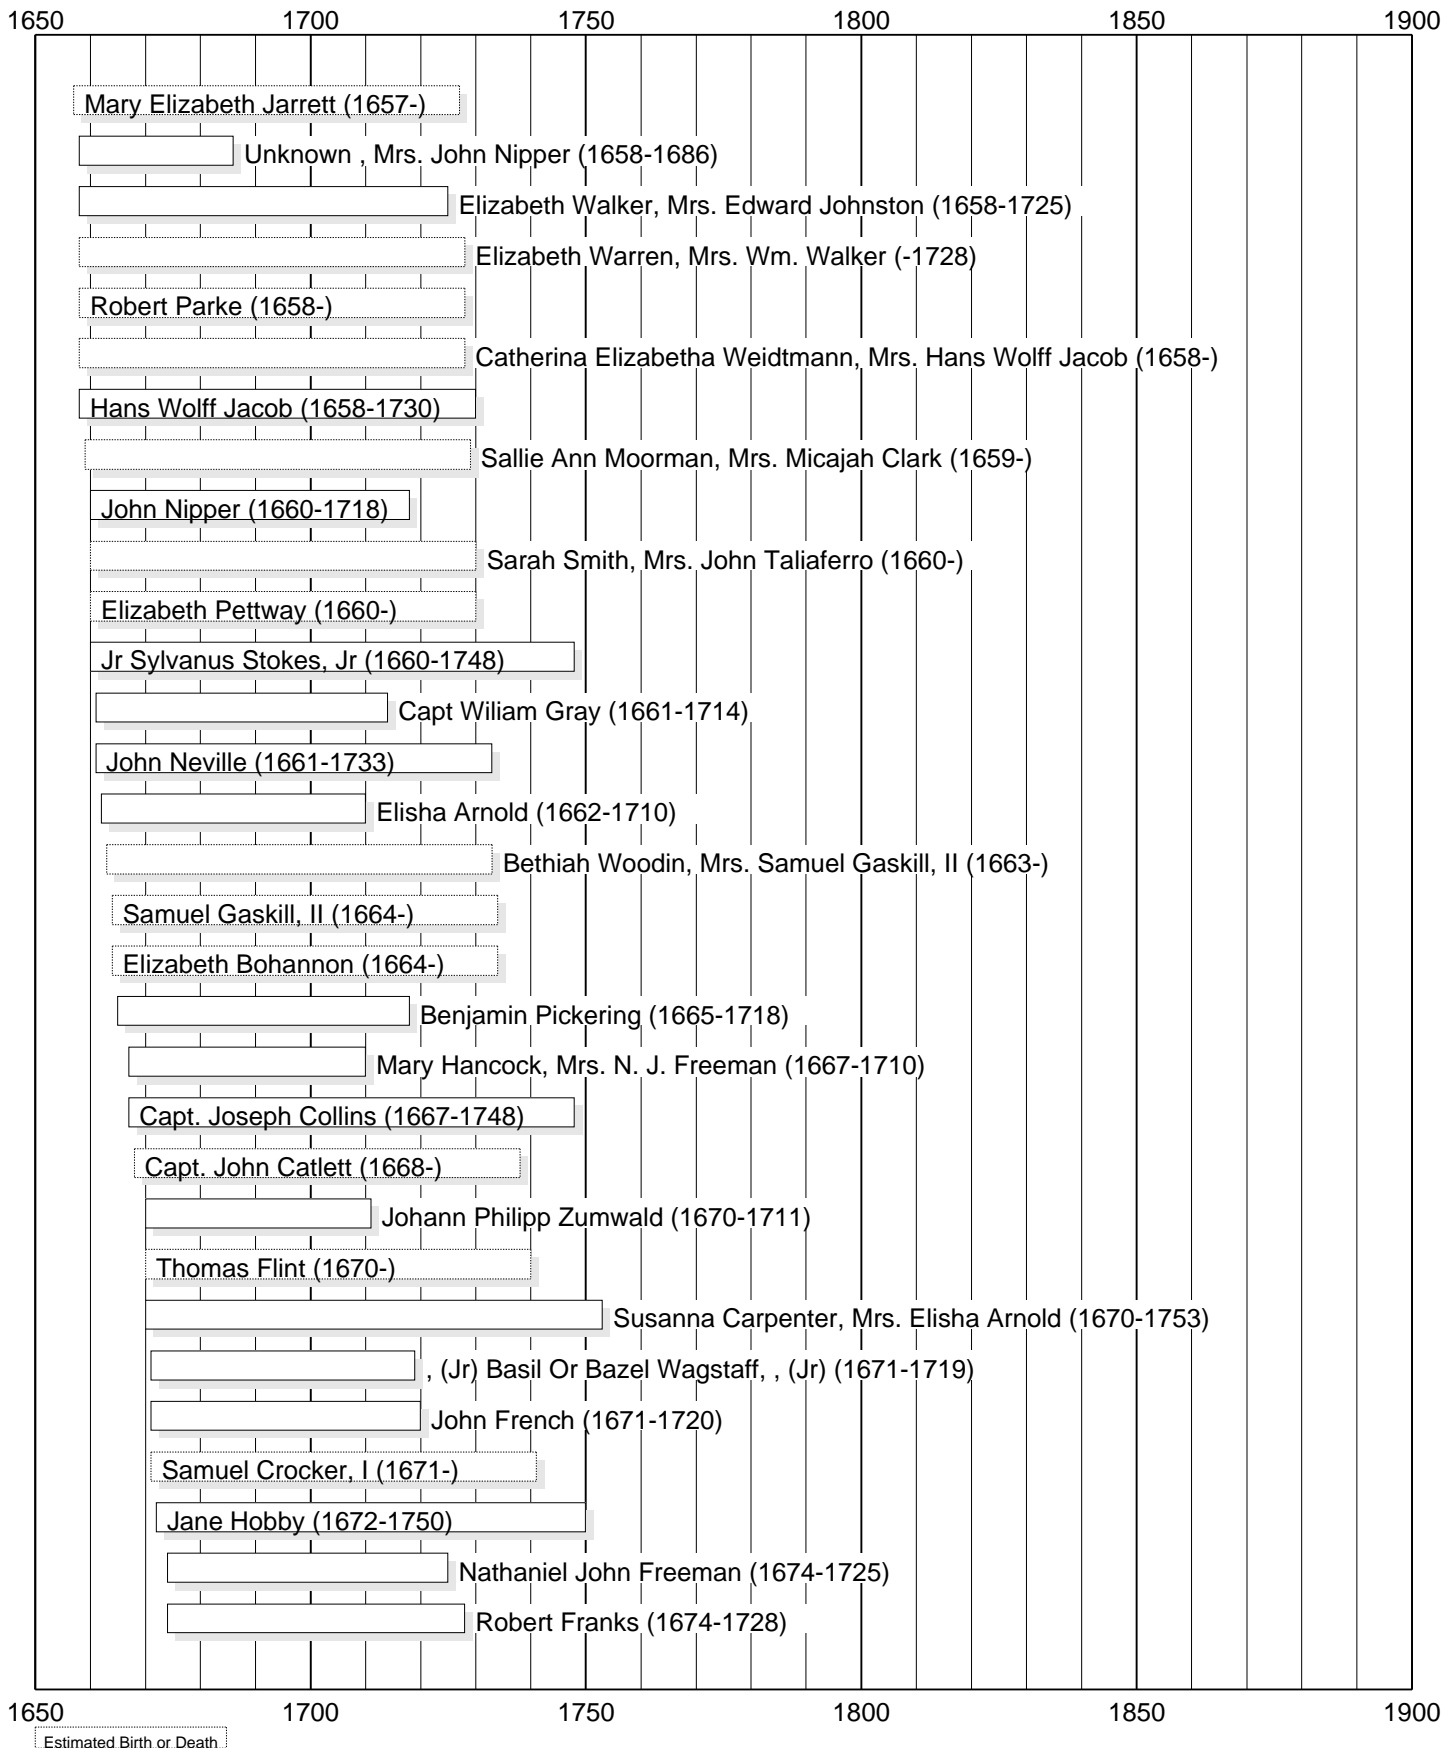 1650 1700 1750 1800 1850 1900
Mary Elizabeth Jarrett (1657-)
Unknown , Mrs. John Nipper (1658-1686)
Elizabeth Walker, Mrs. Edward Johnston (1658-1725)
Elizabeth Warren, Mrs. Wm. Walker (-1728)
Robert Parke (1658-)
Catherina Elizabetha Weidtmann, Mrs. Hans Wolff Jacob (1658-)
Hans Wolff Jacob (1658-1730)
Sallie Ann Moorman, Mrs. Micajah Clark (1659-)
John Nipper (1660-1718)
Sarah Smith, Mrs. John Taliaferro (1660-)
Elizabeth Pettway (1660-)
Jr Sylvanus Stokes, Jr (1660-1748)
Capt Wiliam Gray (1661-1714)
John Neville (1661-1733)
Elisha Arnold (1662-1710)
Bethiah Woodin, Mrs. Samuel Gaskill, II (1663-)
Samuel Gaskill, II (1664-)
Elizabeth Bohannon (1664-)
Benjamin Pickering (1665-1718)
Mary Hancock, Mrs. N. J. Freeman (1667-1710)
Capt. Joseph Collins (1667-1748)
Capt. John Catlett (1668-)
Johann Philipp Zumwald (1670-1711)
Thomas Flint (1670-)
Susanna Carpenter, Mrs. Elisha Arnold (1670-1753)
, (Jr) Basil Or Bazel Wagstaff, , (Jr) (1671-1719)
John French (1671-1720)
Samuel Crocker, I (1671-)
Jane Hobby (1672-1750)
Nathaniel John Freeman (1674-1725)
Robert Franks (1674-1728)
1650 1700 1750 1800 1850 1900
Estimated Birth or Death